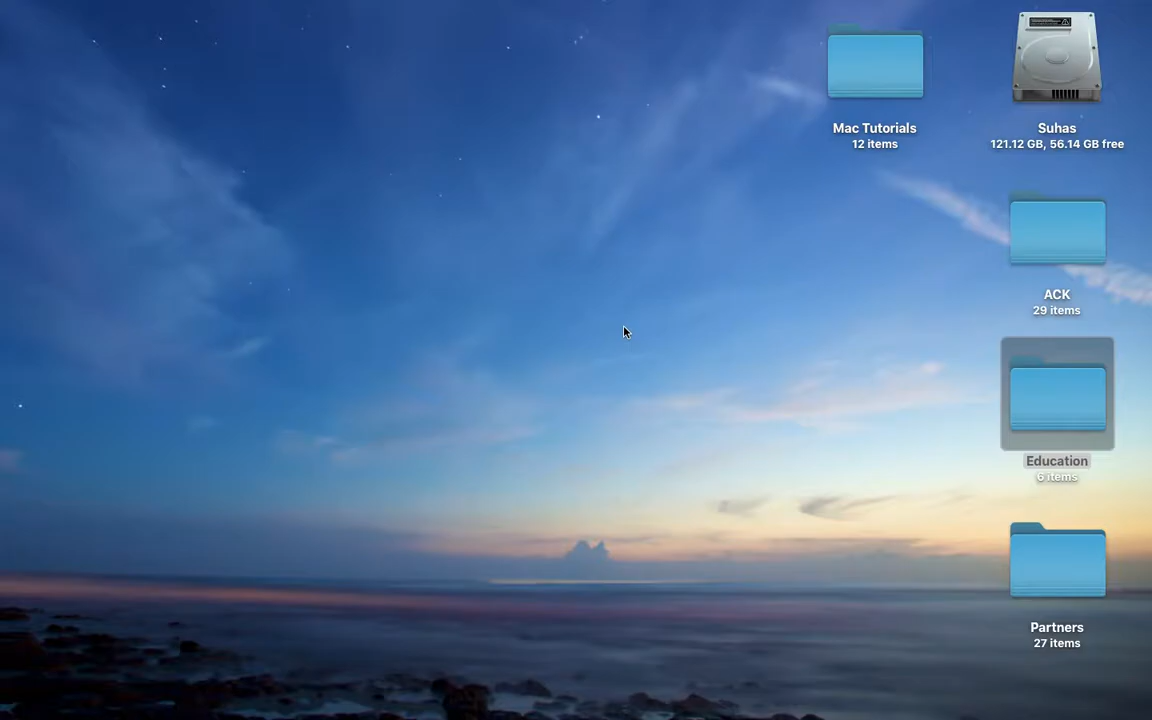 Mac Tutorials
12 items
Suhas
121.12 GB, 56.14 GB free
ACK
29 items
Education
6 items
Partners
27 items